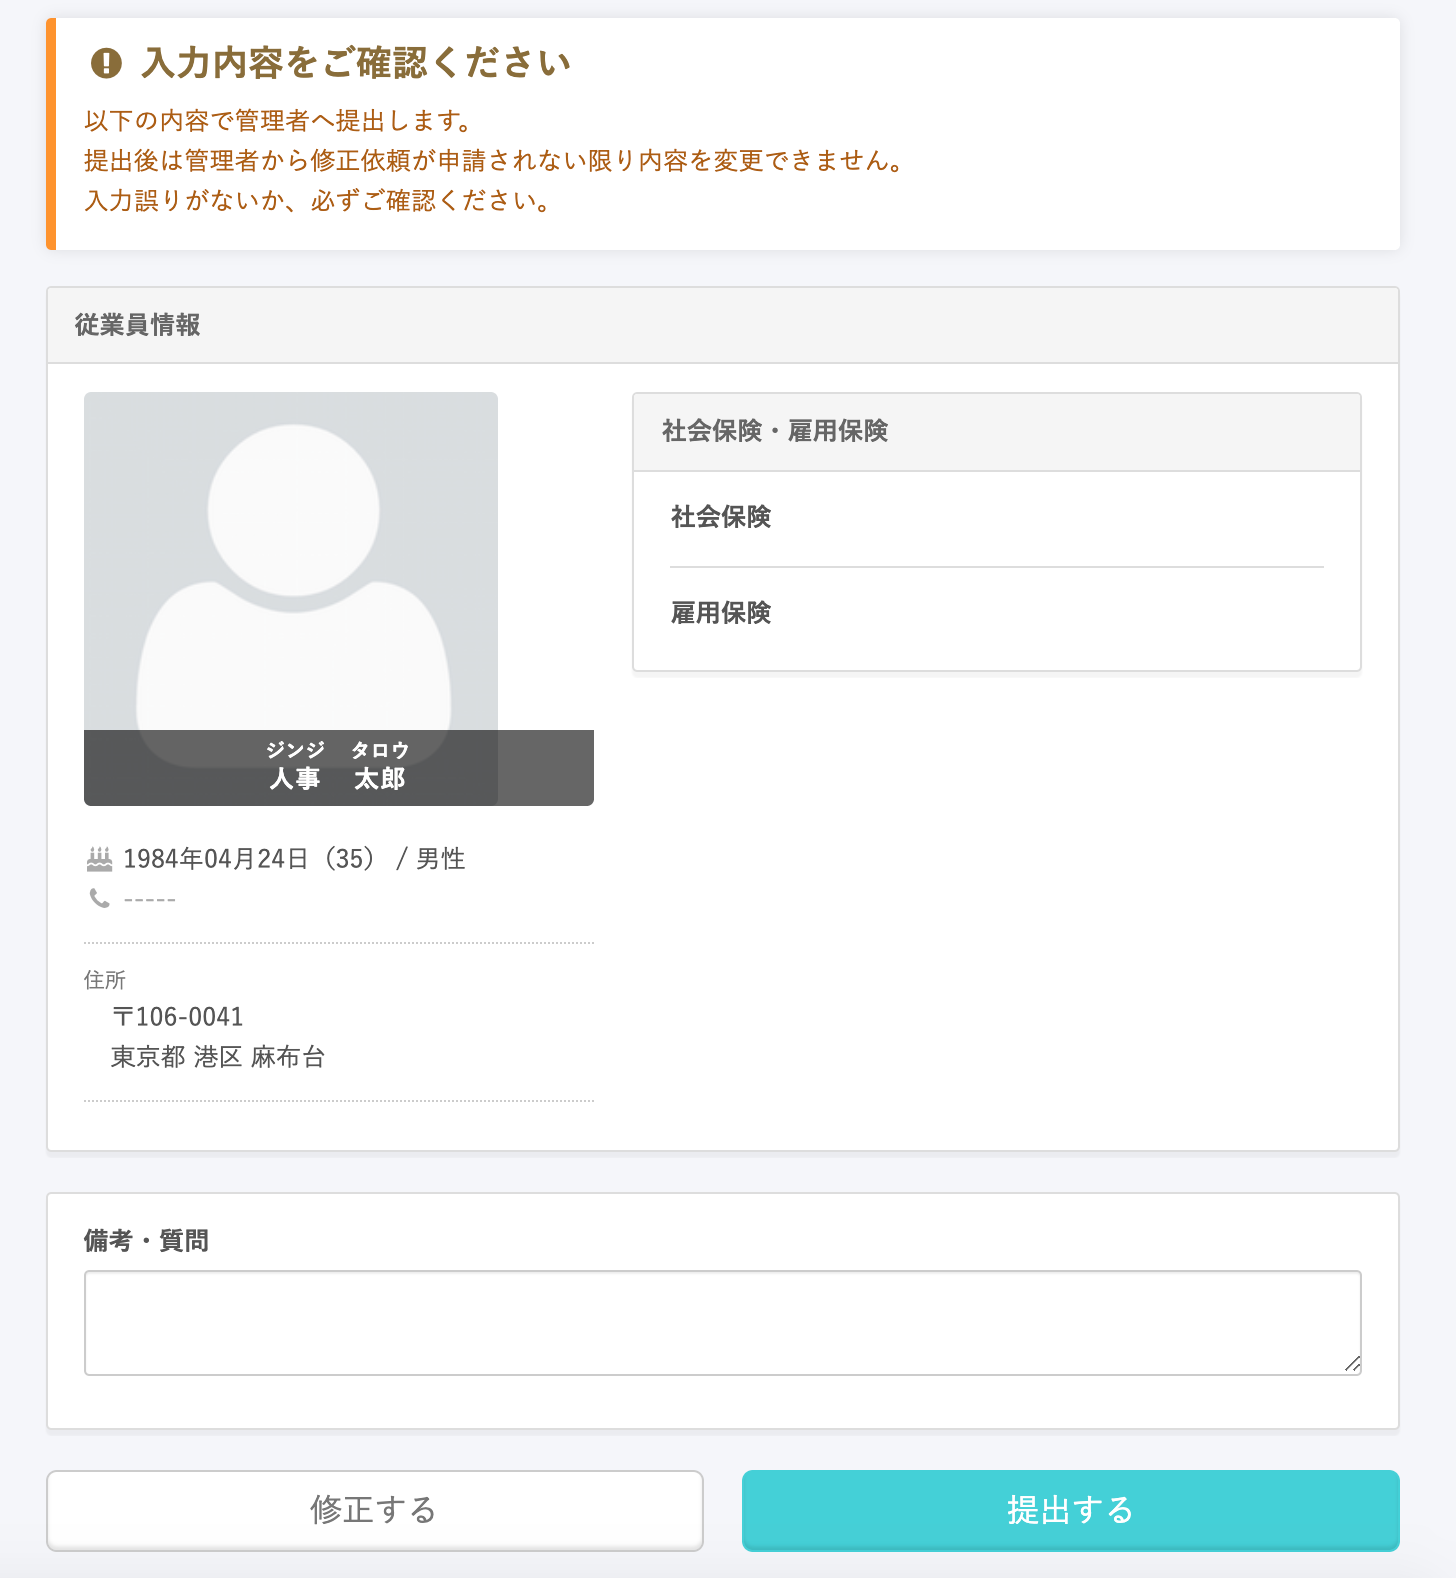 入力内容をご確認ください
以下の内容で管理者へ提出します。
提出後は管理者から修正依頼が申請されない限り内容を変更できません。
入力誤りがないか、必ずご確認ください。
従業員情報
ジンジ タロウ
人事 太郎
1984年04月24日（35） / 男性
-----
住所
〒106-0041
東京都 港区 麻布台
社会保険・雇用保険
社会保険
雇用保険
備考・質問
修正する
提出する